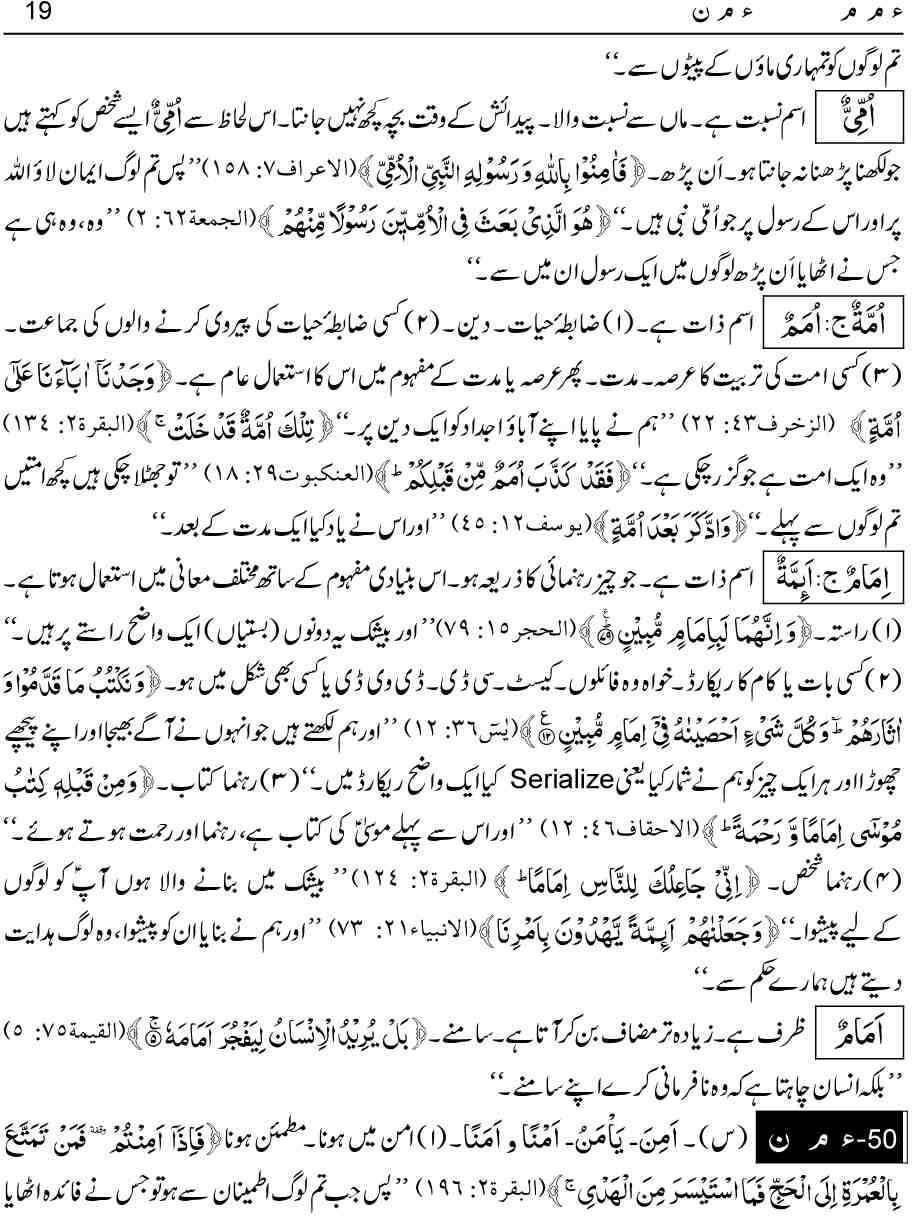 ء م م ء م ن 19
تم لوگوں کو تمہاری ماؤں کے پیٹوں سے۔‘‘
اُمِّیٌّ اسم نسبت ہے۔ ماں سے نسبت والا۔ پیدائش کے وقت بچہ کچھ نہیں جانتا۔ اس لحاظ سے اُمِّیٌّ ایسے شخص کو کہتے ہیں
جو لکھنا پڑھنا نہ جانتا ہو۔ اَن پڑھ۔ ﴿فَاٰمِنُوْا بِاللّٰهِ وَرَسُوْلِهِ النَّبِيِّ الْاُمِّيِّ﴾ (الاعراف۷: ۱۵۸) ’’پس تم لوگ ایمان لاؤ اللہ
پر اور اس کے رسول پر جو اُمّی نبی ہیں۔‘‘ ﴿هُوَ الَّذِيْ بَعَثَ فِي الْاُمِّيّٖنَ رَسُوْلًا مِّنْهُمْ﴾ (الجمعة۶۲: ۲) ’’وہ، وہ ہی ہے
جس نے اٹھایا اَن پڑھ لوگوں میں ایک رسول ان میں سے۔‘‘
اُمَّةٌ ج: اُمَمٌ اسم ذات ہے۔ (۱) ضابطۂ حیات۔ دین۔ (۲) کسی ضابطۂ حیات کی پیروی کرنے والوں کی جماعت۔
(۳) کسی امت کی تربیت کا عرصہ۔ مدت۔ پھر عرصہ یا مدت کے مفہوم میں اس کا استعمال عام ہے۔ ﴿وَجَدْنَآ اٰبَآءَنَا عَلٰٓى
اُمَّةٍ﴾ (الزخرف۴۳: ۲۲) ’’ہم نے پایا اپنے آباؤ اجداد کو ایک دین پر۔‘‘ ﴿تِلْكَ اُمَّةٌ قَدْ خَلَتْ ۚ﴾ (البقرة۲: ۱۳۴)
’’وہ ایک امت ہے جو گزر چکی ہے۔‘‘ ﴿فَقَدْ كَذَّبَ اُمَمٌ مِّنْ قَبْلِكُمْ ؕ﴾ (العنکبوت۲۹: ۱۸) ’’تو جھٹلا چکی ہیں کچھ امتیں
تم لوگوں سے پہلے۔‘‘ ﴿وَادَّكَرَ بَعْدَ اُمَّةٍ﴾ (یوسف۱۲: ۴۵) ’’اور اس نے یاد کیا ایک مدت کے بعد۔‘‘
اِمَامٌ ج: اَئِمَّةٌ اسم ذات ہے۔ جو چیز رہنمائی کا ذریعہ ہو۔ اس بنیادی مفہوم کے ساتھ مختلف معانی میں استعمال ہوتا ہے۔
(۱) راستہ۔ ﴿وَاِنَّهُمَا لَبِاِمَامٍ مُّبِيْنٍ ۝۷۹﴾ (الحجر۱۵: ۷۹) ’’اور بیشک یہ دونوں (بستیاں) ایک واضح راستے پر ہیں۔‘‘
(۲) کسی بات یا کام کا ریکارڈ۔ خواہ وہ فائلوں۔ کیسٹ۔ سی ڈی۔ ڈی وی ڈی یا کسی بھی شکل میں ہو۔ ﴿وَنَكْتُبُ مَا قَدَّمُوْا وَ
اٰثَارَهُمْ ؕ وَكُلَّ شَيْءٍ اَحْصَيْنٰهُ فِيْٓ اِمَامٍ مُّبِيْنٍ ۝۱۲﴾ (یٰسٓ۳۶: ۱۲) ’’اور ہم لکھتے ہیں جو انہوں نے آگے بھیجا اور اپنے پیچھے
چھوڑا اور ہر ایک چیز کو ہم نے شمار کیا یعنی Serialize کیا ایک واضح ریکارڈ میں۔‘‘ (۳) رہنما کتاب۔ ﴿وَمِنْ قَبْلِهٖ كِتٰبُ
مُوْسٰٓى اِمَامًا وَّرَحْمَةً ؕ﴾ (الاحقاف۴۶: ۱۲) ’’اور اس سے پہلے موسیٰؑ کی کتاب ہے، رہنما اور رحمت ہوتے ہوئے۔‘‘
(۴) رہنما شخص۔ ﴿اِنِّيْ جَاعِلُكَ لِلنَّاسِ اِمَامًا ؕ﴾ (البقرة۲: ۱۲۴) ’’بیشک میں بنانے والا ہوں آپؑ کو لوگوں
کے لیے پیشوا۔‘‘ ﴿وَجَعَلْنٰهُمْ اَئِمَّةً يَّهْدُوْنَ بِاَمْرِنَا﴾ (الانبیاء۲۱: ۷۳) ’’اور ہم نے بنایا ان کو پیشوا، وہ لوگ ہدایت
دیتے ہیں ہمارے حکم سے۔‘‘
اَمَامٌ ظرف ہے۔ زیادہ تر مضاف بن کر آتا ہے۔ سامنے۔ ﴿بَلْ يُرِيْدُ الْاِنْسَانُ لِيَفْجُرَ اَمَامَهٗ ۝۵﴾ (القیمة۷۵: ۵)
’’بلکہ انسان چاہتا ہے کہ وہ نافرمانی کرے اپنے سامنے۔‘‘
50- ء م ن (س)۔ اَمِنَ۔ يَاْمَنُ۔ اَمْنًا و اَمَنًا۔ (۱) امن میں ہونا۔ مطمئن ہونا ﴿فَاِذَآ اَمِنْتُمْ ۥ فَمَنْ تَمَتَّعَ
بِالْعُمْرَةِ اِلَى الْحَجِّ فَمَا اسْتَيْسَرَ مِنَ الْهَدْيِ ۚ﴾ (البقرة۲: ۱۹۶) ’’پس جب تم لوگ اطمینان سے ہو تو جس نے فائدہ اٹھایا